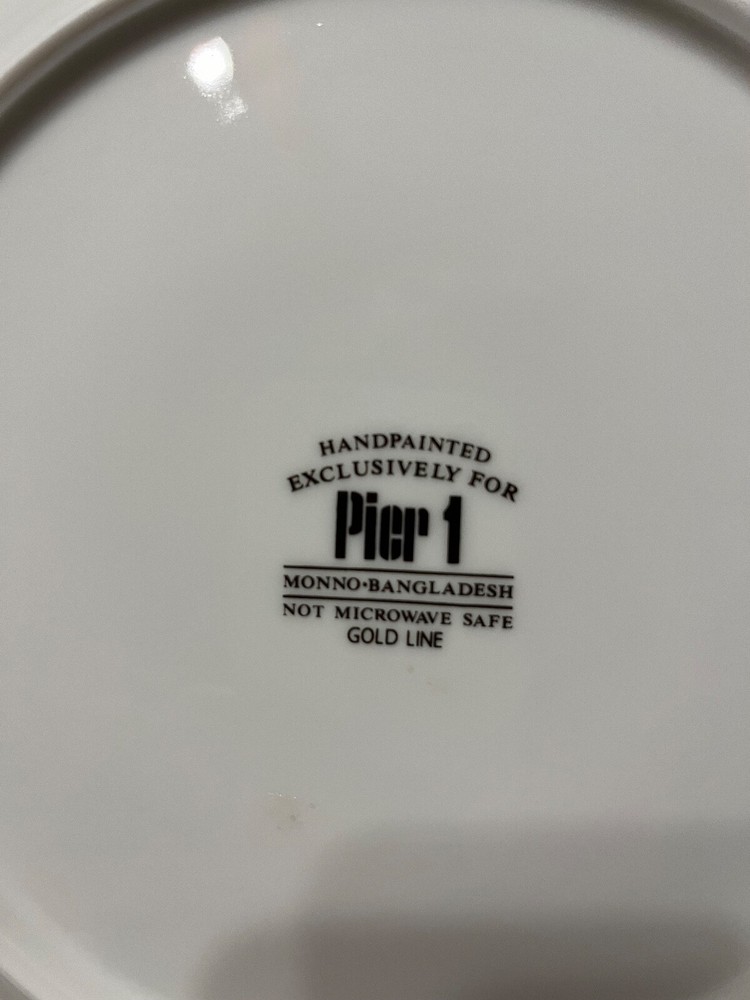 HANDPAINTED
EXCLUSIVELY FOR
Pier 1
MONNO•BANGLADESH
NOT MICROWAVE SAFE
GOLD LINE